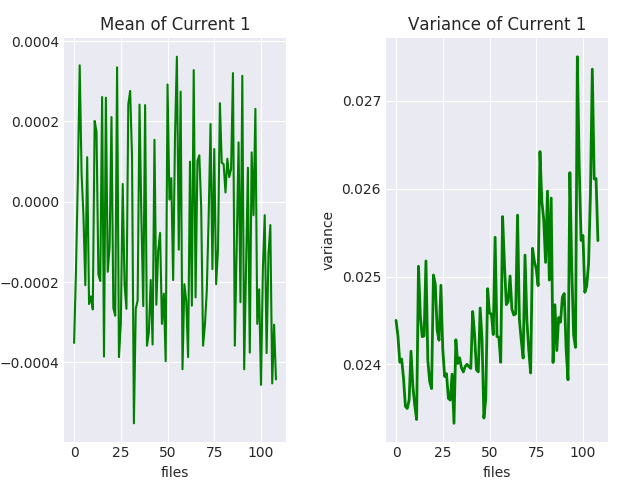 Mean of Current 1
0.0004
0.0002
0.0000
−0.0002
−0.0004
0 25 50 75 100
files
Variance of Current 1
variance
0.027
0.026
0.025
0.024
0 25 50 75 100
files